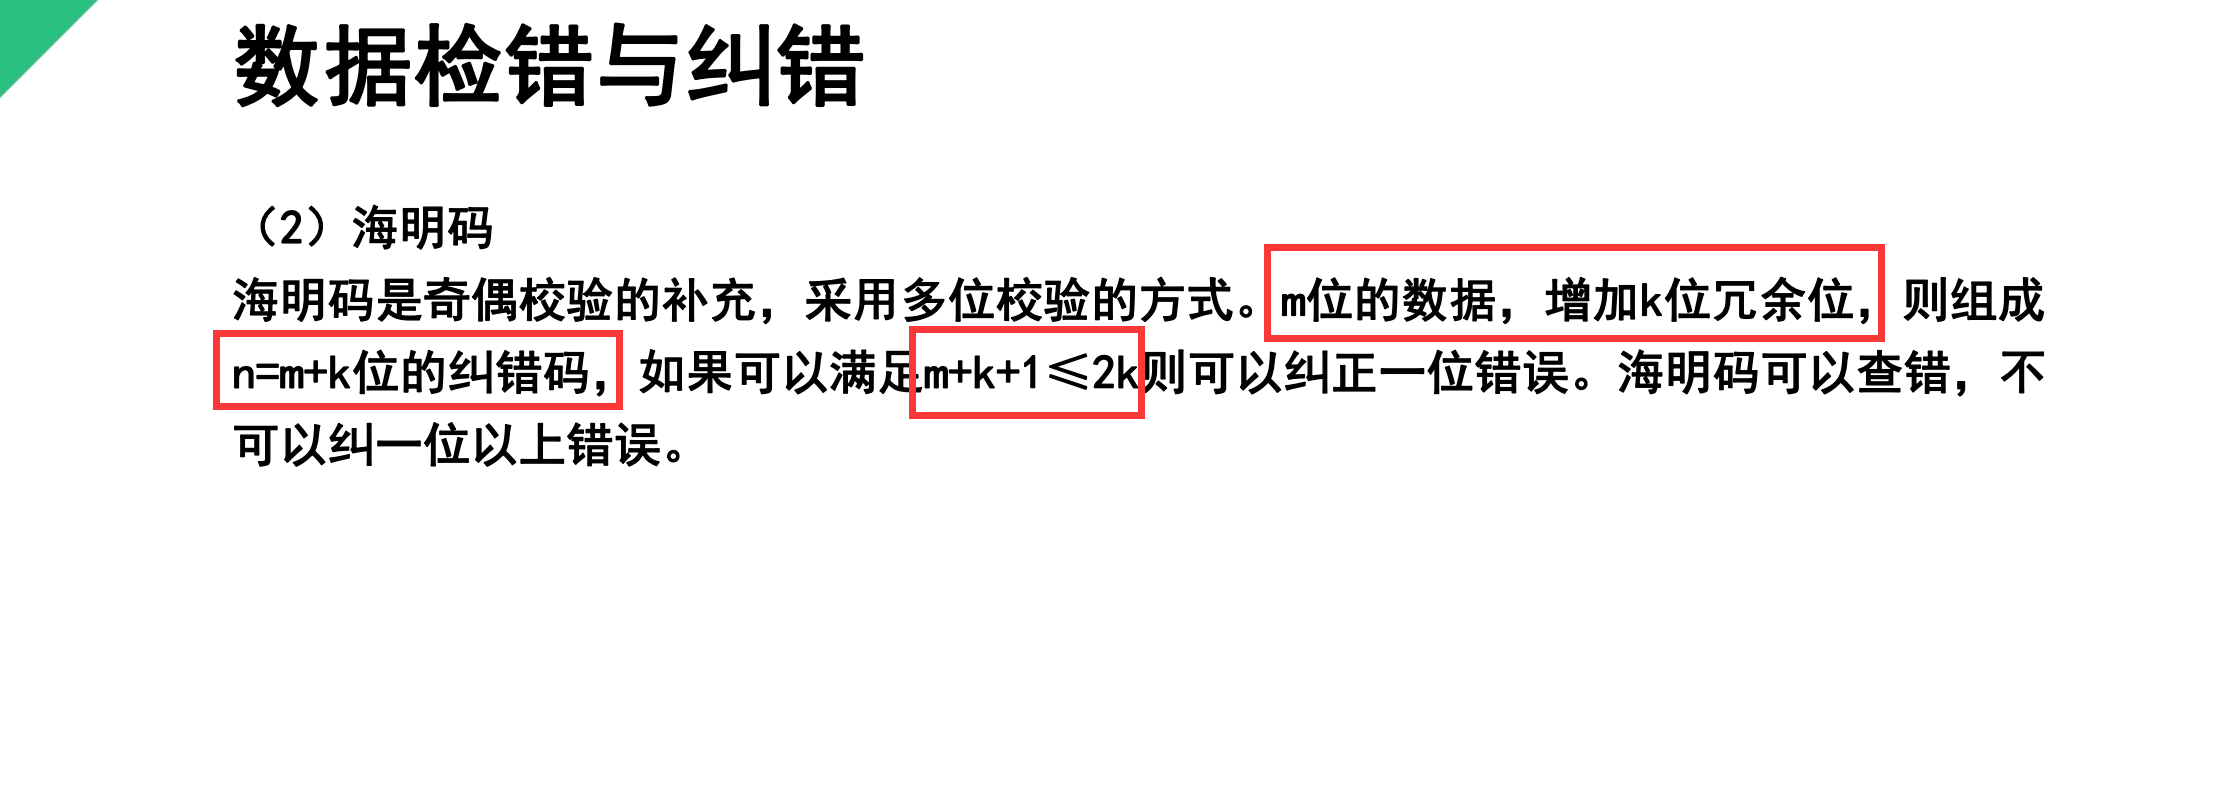 数据检错与纠错
（2）海明码
海明码是奇偶校验的补充，采用多位校验的方式。m位的数据，增加k位冗余位，则组成
n=m+k位的纠错码，如果可以满足m+k+1≤2k则可以纠正一位错误。海明码可以查错，不
可以纠一位以上错误。